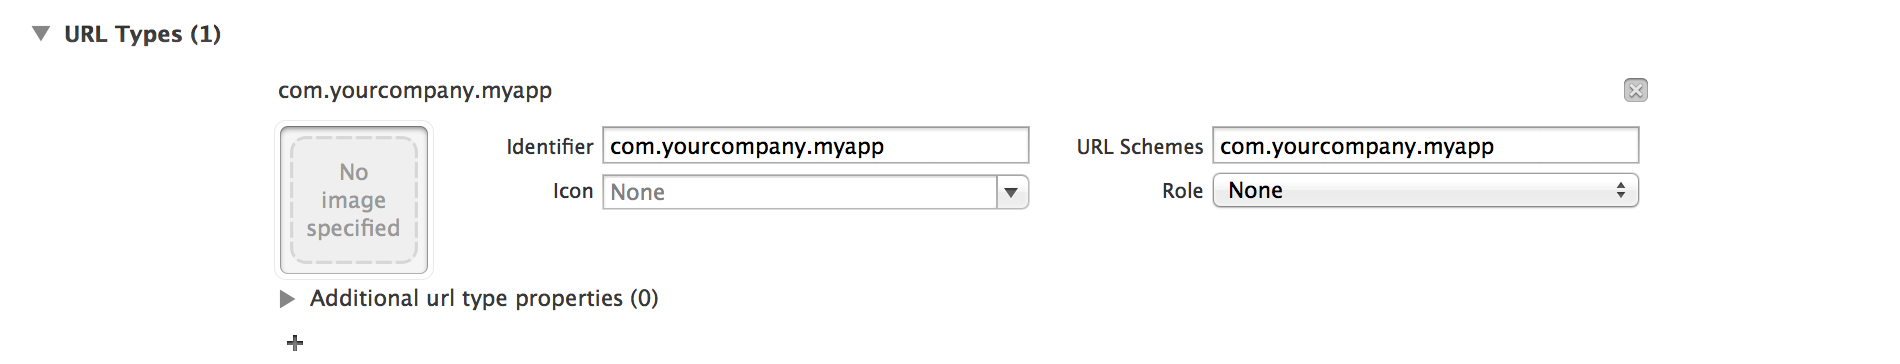 URL Types (1)
com.yourcompany.myapp
No
image
specified
Identifier com.yourcompany.myapp
URL Schemes com.yourcompany.myapp
Icon None
Role None
Additional url type properties (0)